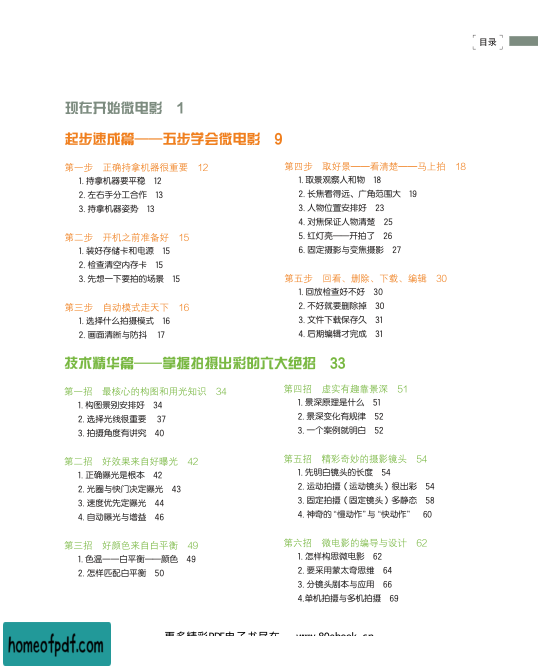 目录
现在开始微电影 1
起步速成篇——五步学会微电影 9
第一步 正确持拿机器很重要 12
1. 持拿机器要平稳 12
2. 左右手分工合作 13
3. 持拿机器姿势 13
第二步 开机之前准备好 15
1. 装好存储卡和电源 15
2. 检查清空内存卡 15
3. 先想一下要拍的场景 15
第三步 自动模式走天下 16
1. 选择什么拍摄模式 16
2. 画面清晰与防抖 17
第四步 取好景——看清楚——马上拍 18
1. 取景观察人和物 18
2. 长焦看得远、广角范围大 19
3. 人物位置安排好 23
4. 对焦保证人物清楚 25
5. 红灯亮——开拍了 26
6. 固定摄影与变焦摄影 27
第五步 回看、删除、下载、编辑 30
1. 回放检查好不好 30
2. 不好就要删除掉 30
3. 文件下载保存久 31
4. 后期编辑才完成 31
技术精华篇——掌握拍摄出彩的六大绝招 33
第一招 最核心的构图和用光知识 34
1. 构图景别安排好 34
2. 选择光线很重要 37
3. 拍摄角度有讲究 40
第二招 好效果来自好曝光 42
1. 正确曝光是根本 42
2. 光圈与快门决定曝光 43
3. 速度优先定曝光 44
4. 自动曝光与增益 46
第三招 好颜色来自白平衡 49
1. 色温——白平衡——颜色 49
2. 怎样匹配白平衡 50
第四招 虚实有趣靠景深 51
1. 景深原理是什么 51
2. 景深变化有规律 52
3. 一个案例就明白 52
第五招 精彩奇妙的摄影镜头 54
1. 先明白镜头的长度 54
2. 运动拍摄（运动镜头）很出彩 54
3. 固定拍摄（固定镜头）多静态 58
4. 神奇的“慢动作”与“快动作” 60
第六招 微电影的编导与设计 62
1. 怎样构思微电影 62
2. 要采用蒙太奇思维 64
3. 分镜头剧本与应用 66
4.单机拍摄与多机拍摄 69
homeofpdf.com